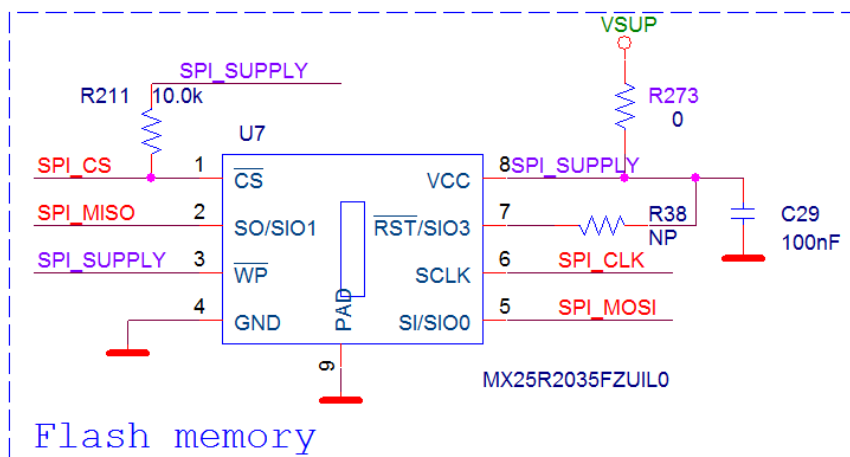 VSUP
SPI_SUPPLY
R211 10.0k
R273
0
U7
SPI_CS
1
CS
VCC
8
SPI_SUPPLY
SPI_MISO
2
SO/SIO1
RST/SIO3
7
R38
NP
C29
100nF
SPI_SUPPLY
3
WP
SCLK
6
SPI_CLK
4
GND
PAD
SI/SIO0
5
SPI_MOSI
9
MX25R2035FZUIL0
Flash memory